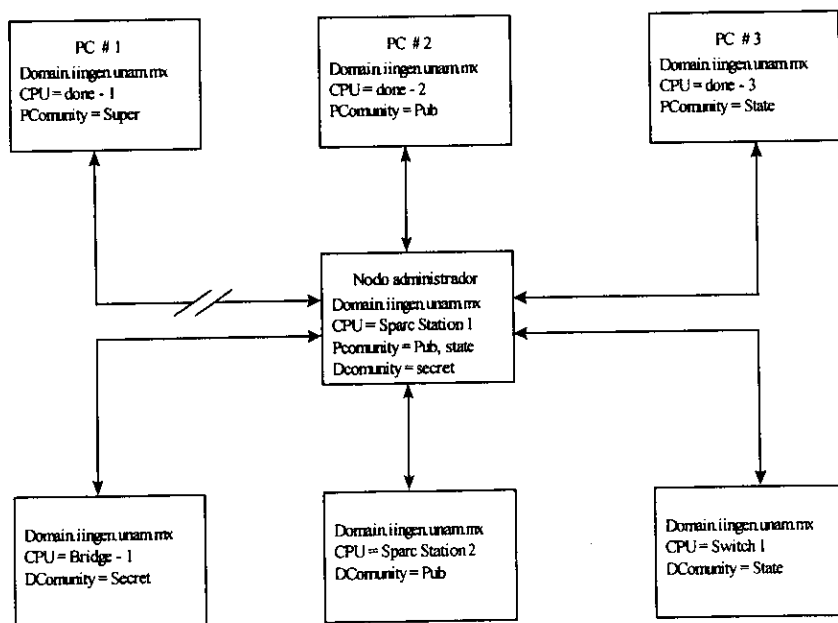 PC # 1
Domain.iingen.unam.mx
CPU = done - 1
PComunity = Super
PC # 2
Domain.iingen.unam.mx
CPU = done - 2
PComunity = Pub
PC # 3
Domain.iingen.unam.mx
CPU = done - 3
PComunity = State
Nodo administrador
Domain.iingen.unam.mx
CPU = Sparc Station 1
Pcomunity = Pub, state
Dcomunity = secret
Domain.iingen.unam.mx
CPU = Bridge - 1
DComunity = Secret
Domain.iingen.unam.mx
CPU = Sparc Station 2
DComunity = Pub
Domain.iingen.unam.mx
CPU = Switch 1
DComunity = State